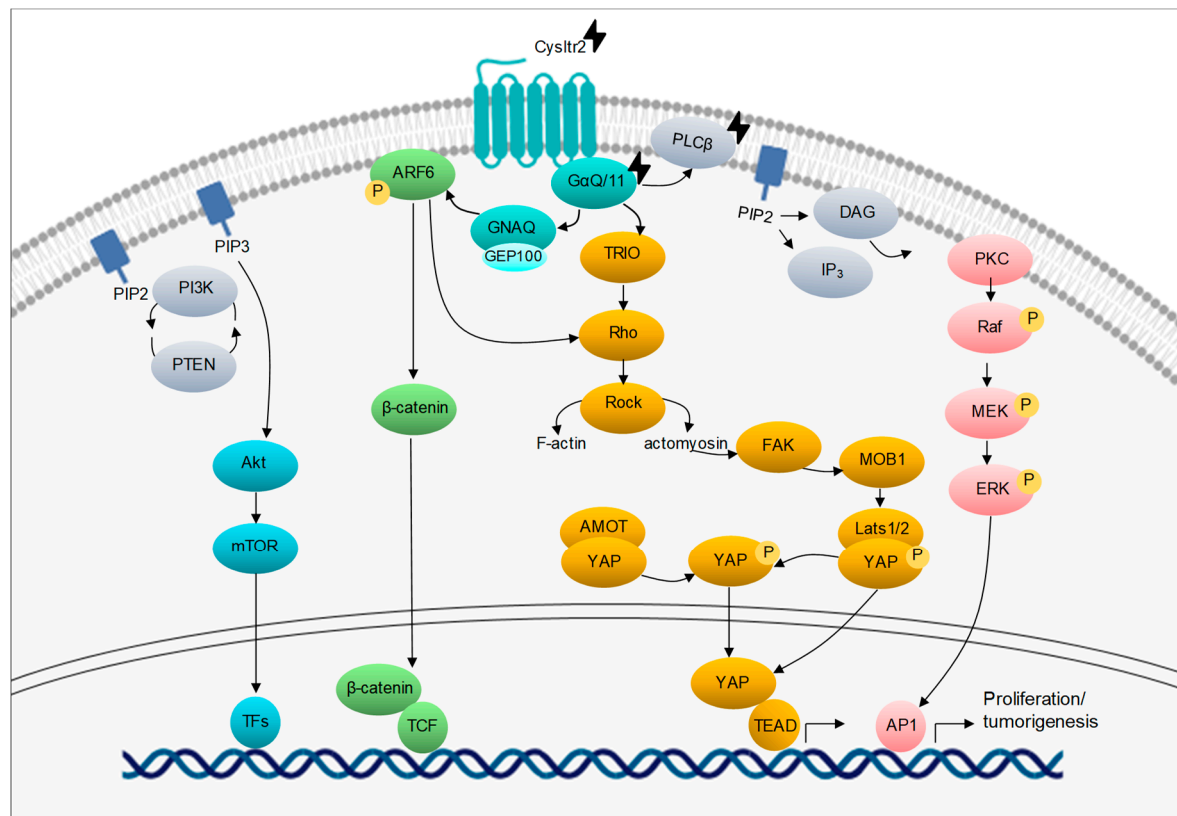 Cysltr2
PLCβ
ARF6
P
GαQ/11
GNAQ
GEP100
PIP2
DAG
IP3
PIP3
TRIO
PKC
PIP2
PI3K
Raf
P
PTEN
Rho
β-catenin
Rock
MEK
P
F-actin
actomyosin
FAK
MOB1
Akt
ERK
P
mTOR
AMOT
YAP
YAP
P
Lats1/2
YAP
P
β-catenin
TCF
YAP
TEAD
TFs
AP1
Proliferation/
tumorigenesis